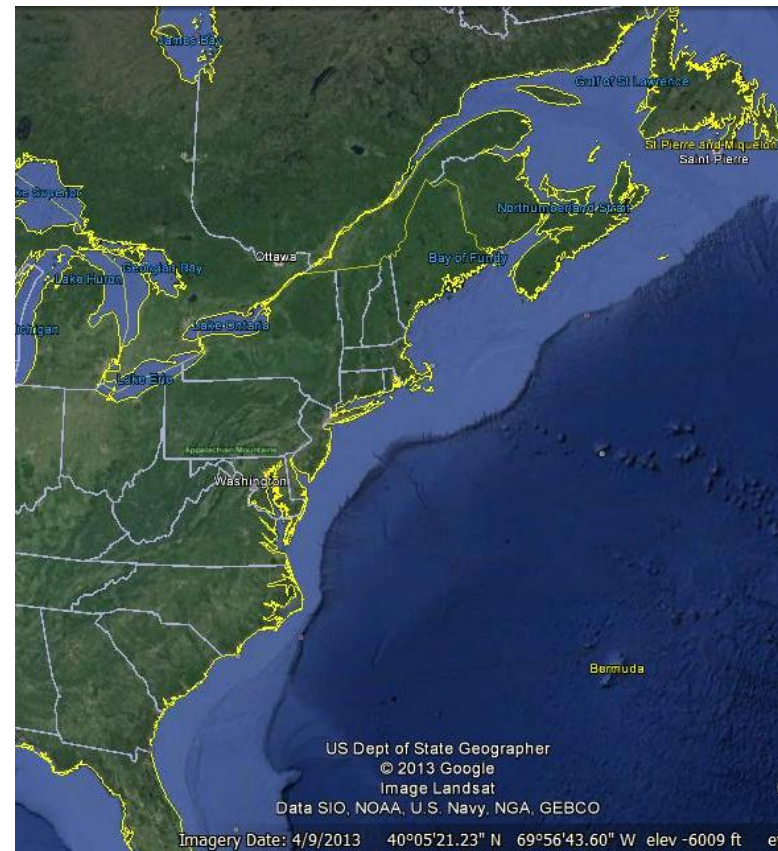 James Bay
Gulf of St Lawrence
St Pierre and Miquelon
Saint-Pierre
ke Superior
Northumberland Strait
Ottawa
Bay of Fundy
Georgian Bay
Lake Huron
Lake Ontario
ichigan
Lake Erie
Appalachian Mountains
Washington
Bermuda
US Dept of State Geographer
© 2013 Google
Image Landsat
Data SIO, NOAA, U.S. Navy, NGA, GEBCO
Imagery Date: 4/9/2013 40°05'21.23" N 69°56'43.60" W elev -6009 ft e